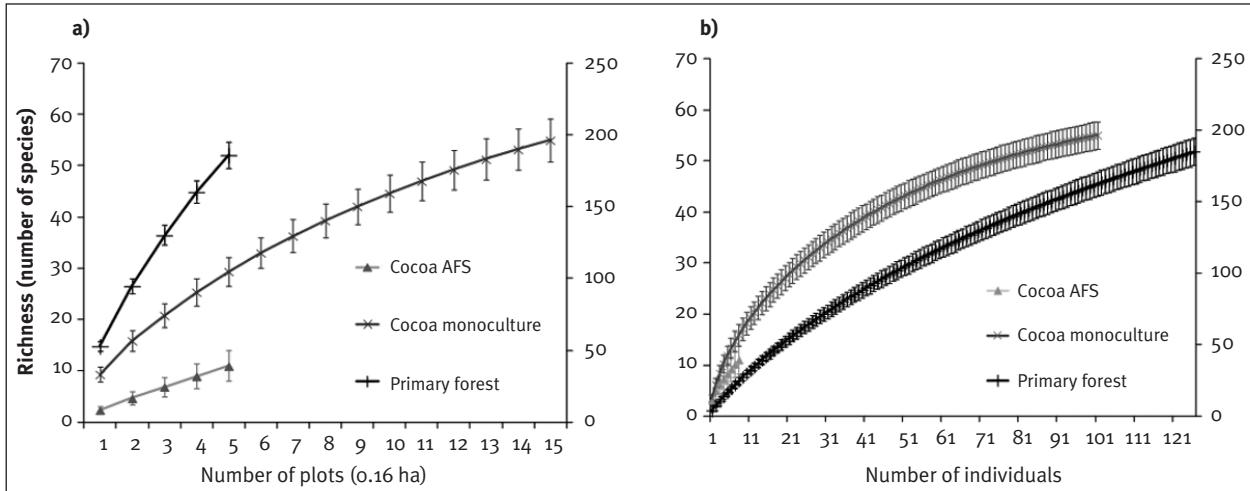 a)
Richness (number of species)
70
60
50
40
30
20
10
0
250
200
150
100
50
0
Cocoa AFS
Cocoa monoculture
Primary forest
1 2 3 4 5 6 7 8 9 10 11 12 13 14 15
Number of plots (0.16 ha)
b)
70
60
50
40
30
20
10
0
250
200
150
100
50
0
Cocoa AFS
Cocoa monoculture
Primary forest
1 11 21 31 41 51 61 71 81 91 101 111 121
Number of individuals